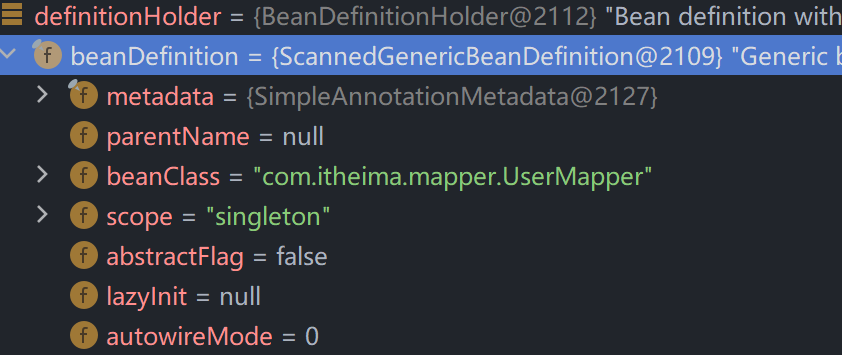 definitionHolder = {BeanDefinitionHolder@2112} "Bean definition with
f beanDefinition = {ScannedGenericBeanDefinition@2109} "Generic b
f metadata = {SimpleAnnotationMetadata@2127}
f parentName = null
f beanClass = "com.itheima.mapper.UserMapper"
f scope = "singleton"
f abstractFlag = false
f lazyInit = null
f autowireMode = 0